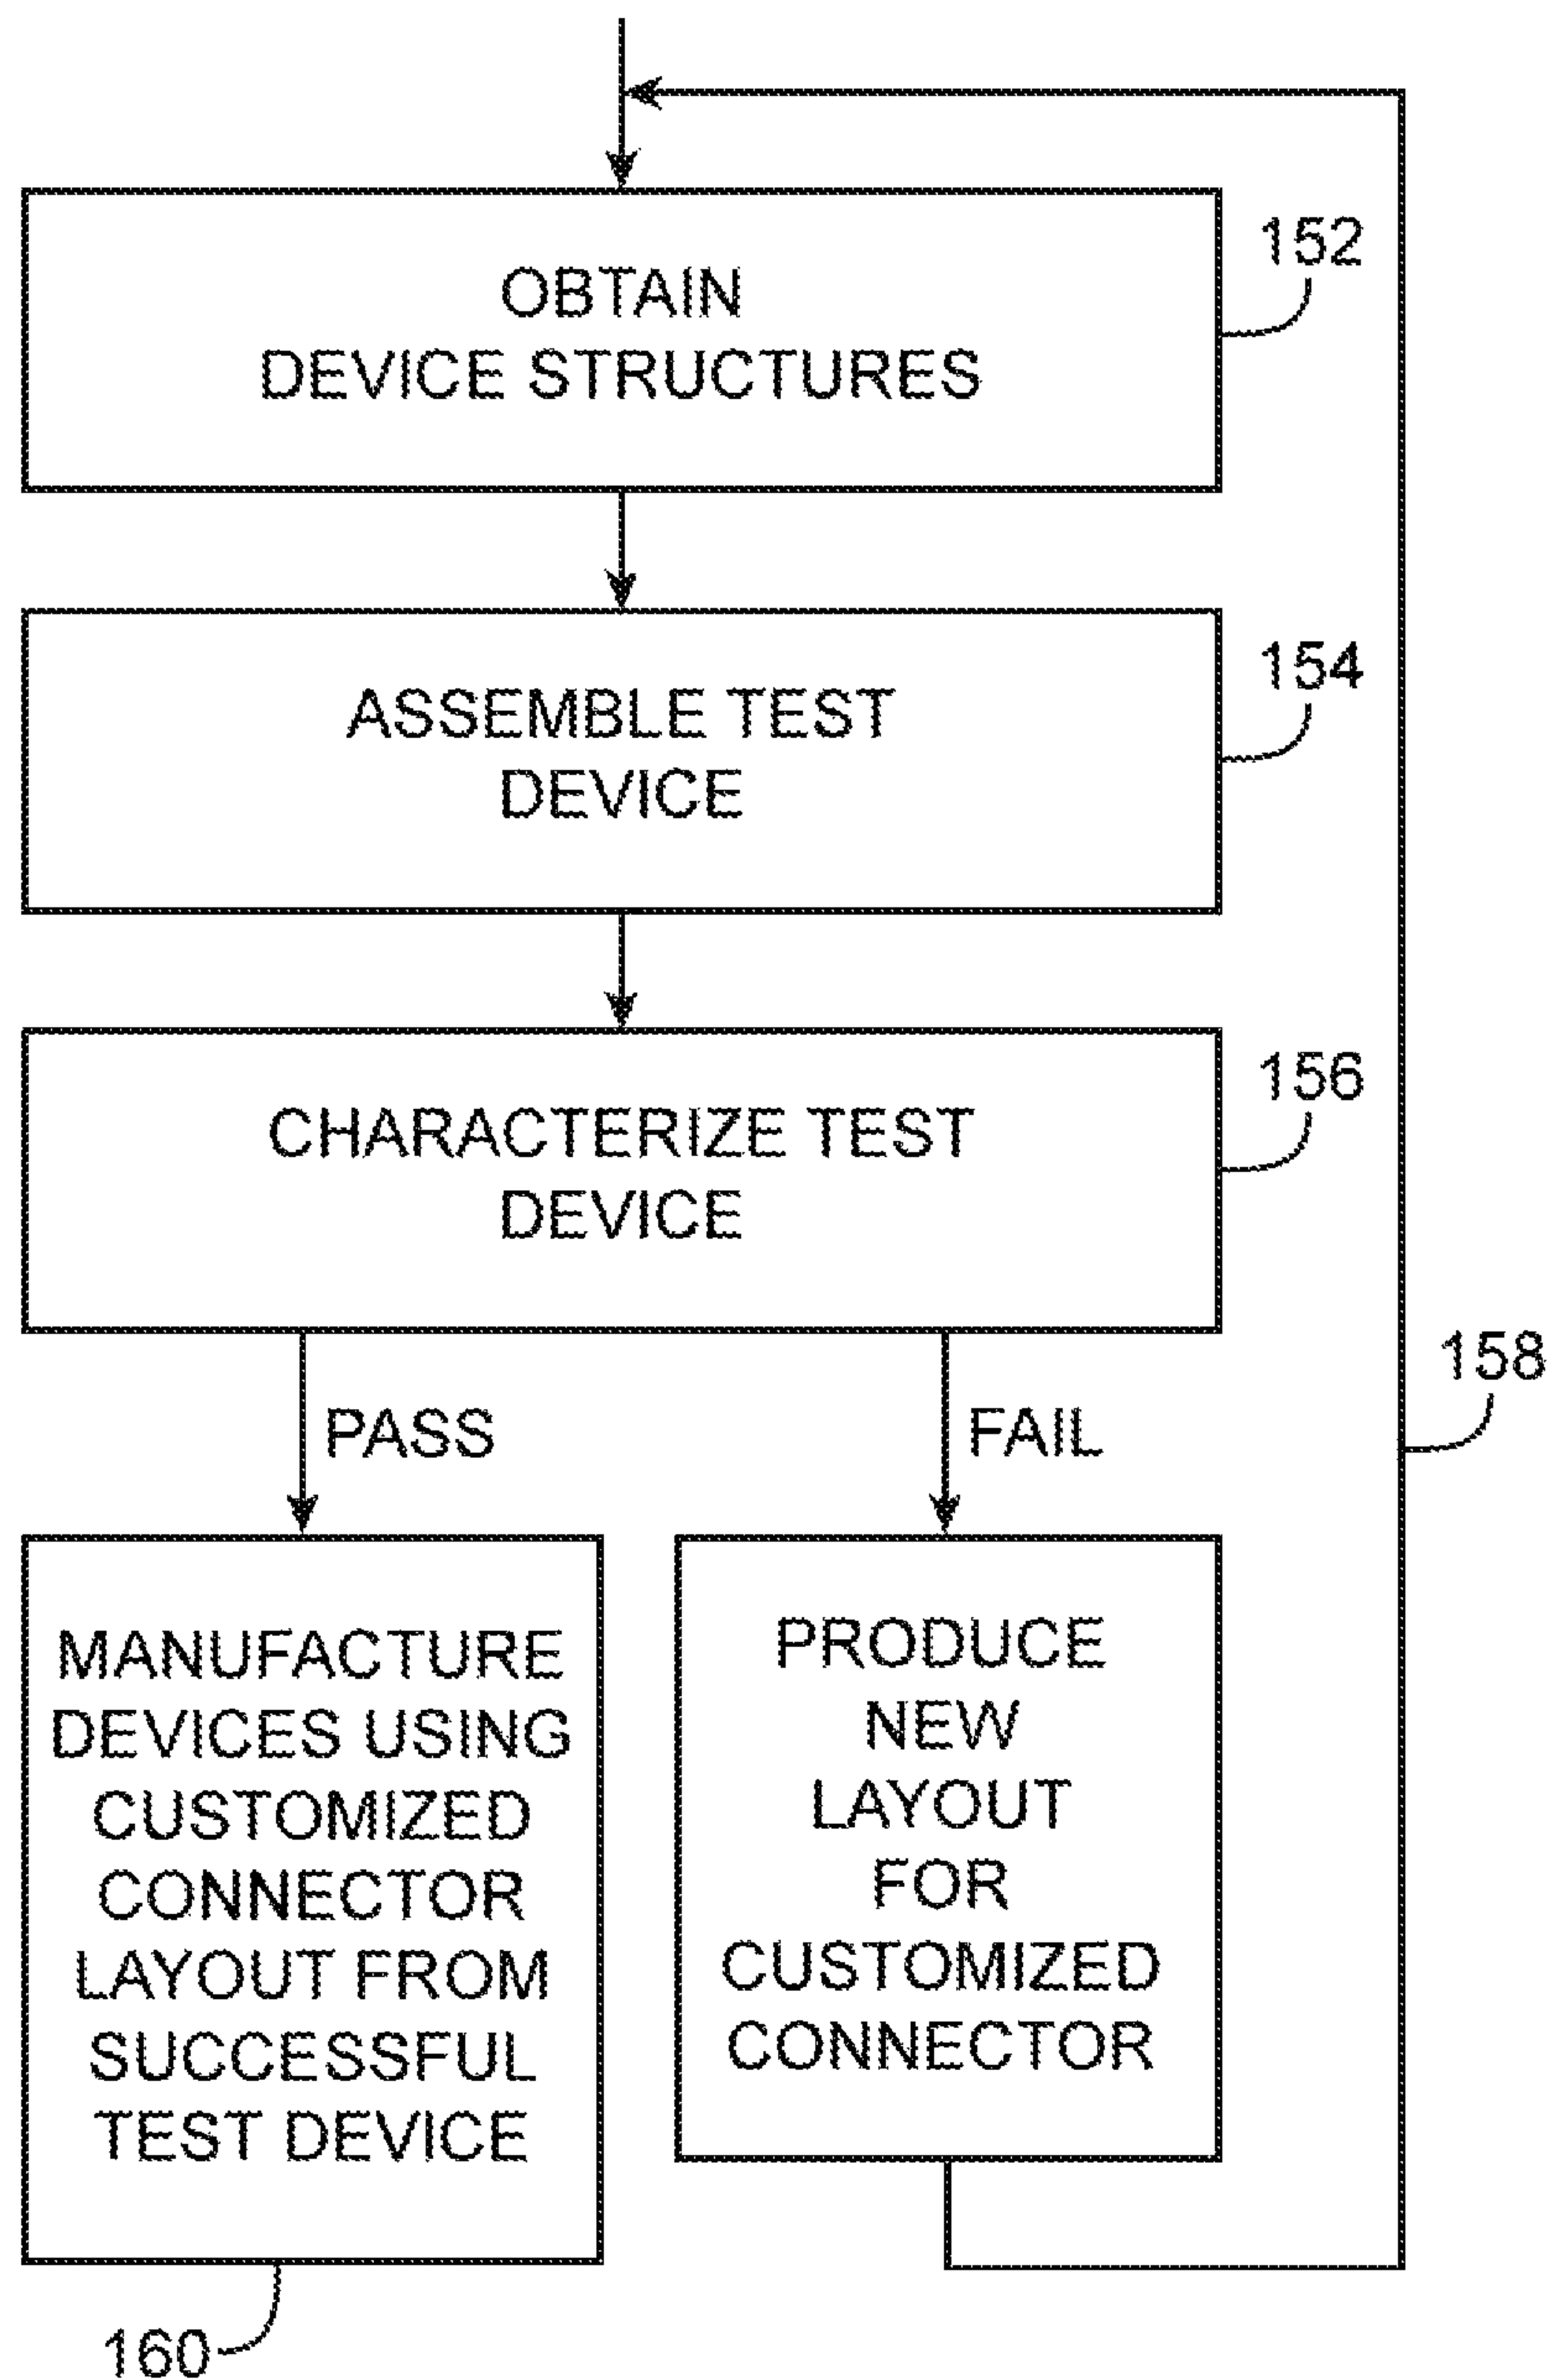 152
OBTAIN
DEVICE STRUCTURES
154
ASSEMBLE TEST
DEVICE
156
CHARACTERIZE TEST
DEVICE
158
PASS
FAIL
MANUFACTURE
DEVICES USING
CUSTOMIZED
CONNECTOR
LAYOUT FROM
SUCCESSFUL
TEST DEVICE
PRODUCE
NEW
LAYOUT
FOR
CUSTOMIZED
CONNECTOR
160